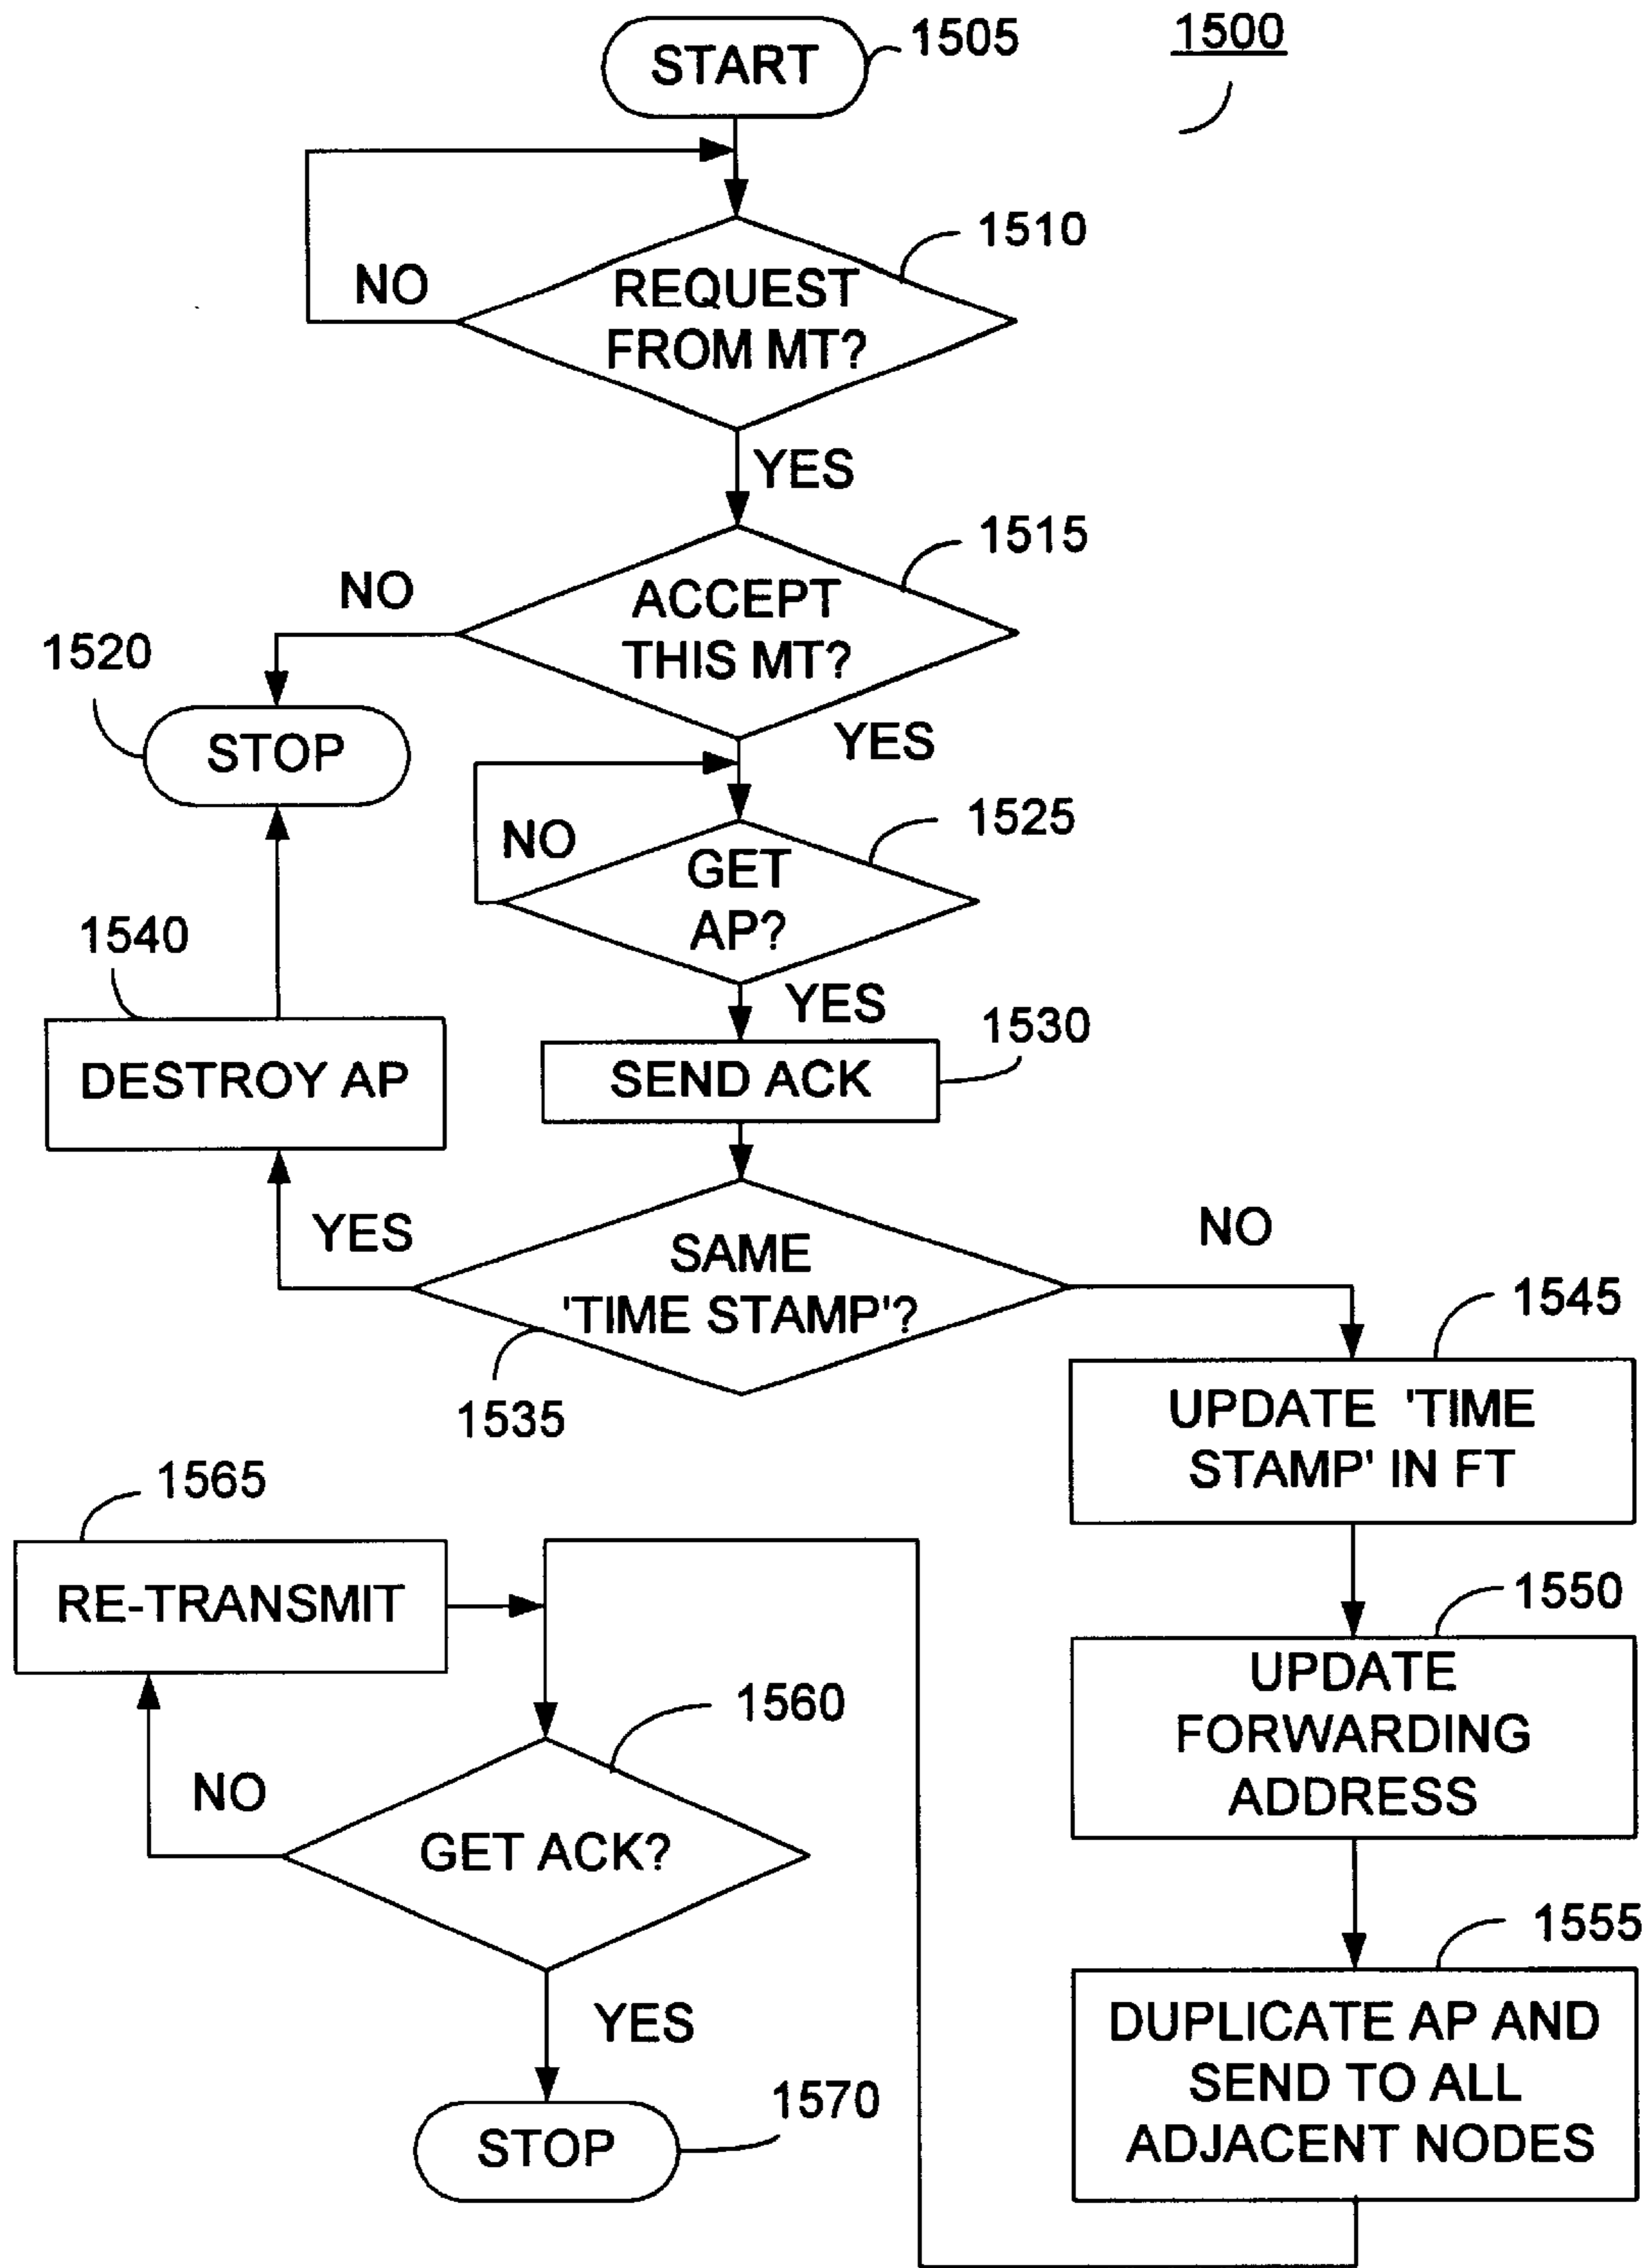 START
1505
1500
1510
NO
REQUEST
FROM MT?
YES
1515
NO
ACCEPT
THIS MT?
1520
STOP
YES
1525
NO
GET
AP?
1540
YES
1530
DESTROY AP
SEND ACK
YES
NO
SAME
'TIME STAMP'?
1545
1535
UPDATE 'TIME
STAMP' IN FT
1565
RE-TRANSMIT
1550
UPDATE
FORWARDING
ADDRESS
1560
NO
GET ACK?
1555
YES
DUPLICATE AP AND
SEND TO ALL
ADJACENT NODES
1570
STOP